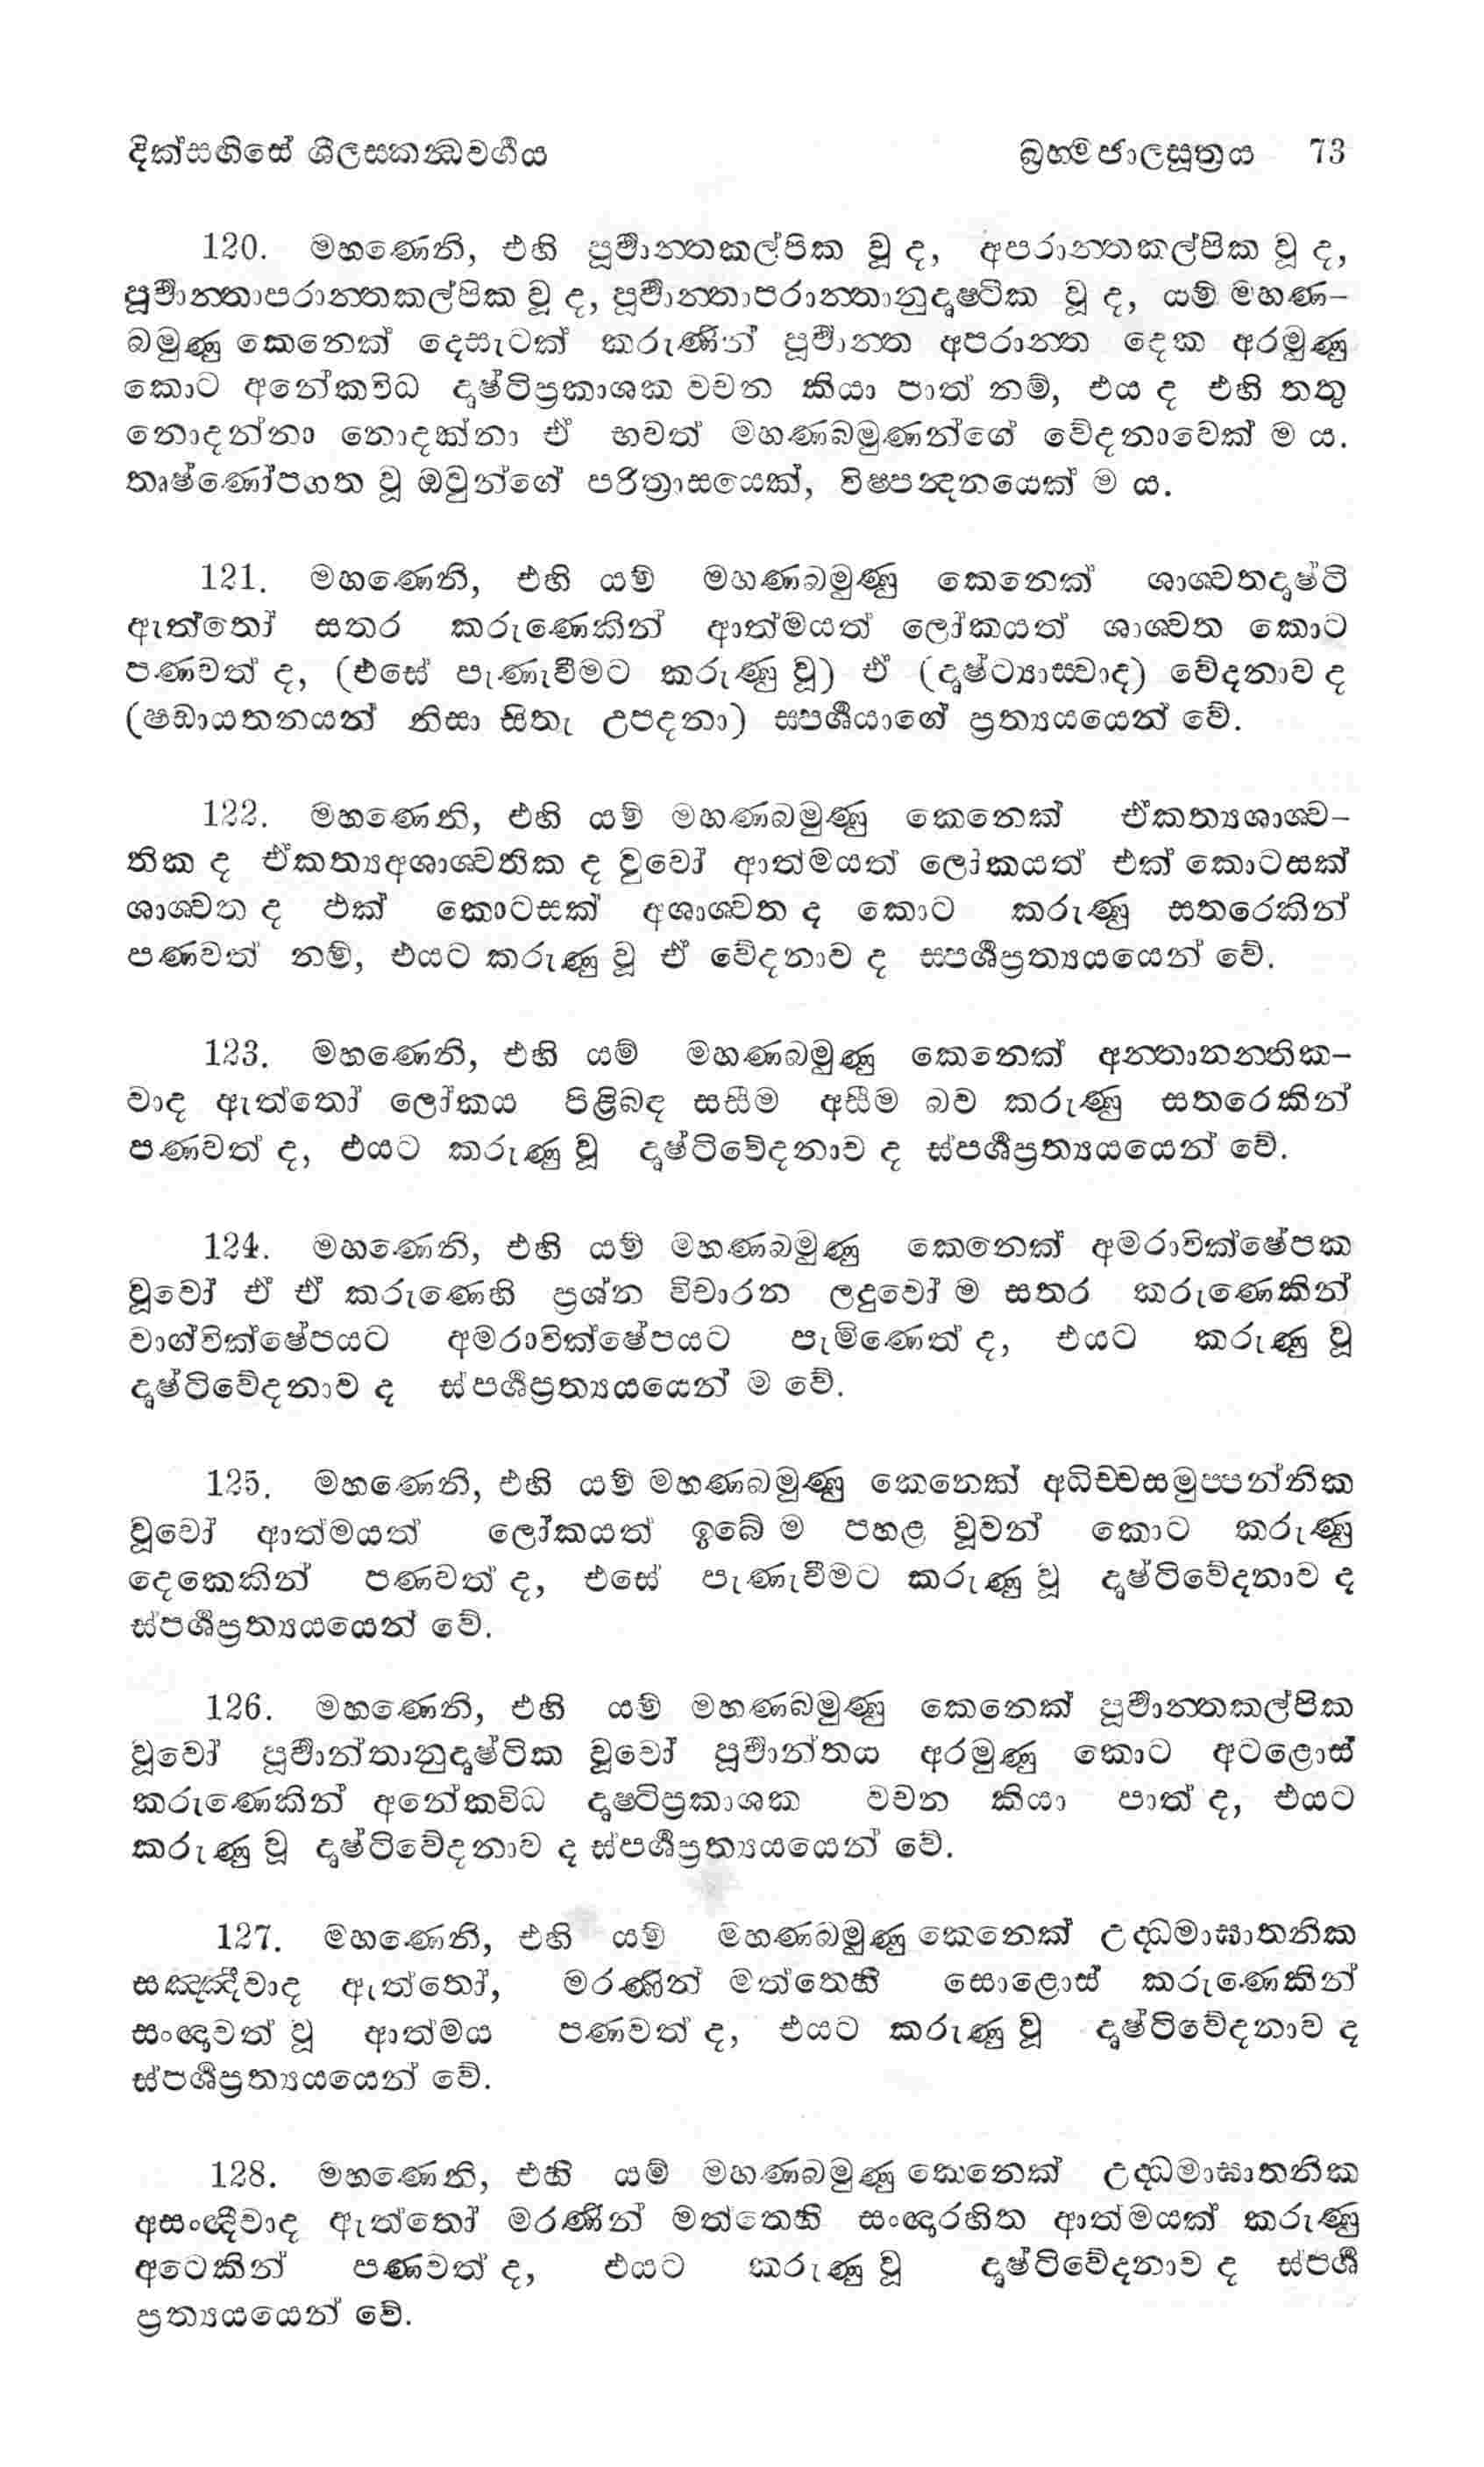 දික්සඟියේ ශීලස්කන්ධවර්ගය බ්‍රහ්මජාලසූත්‍රය 73
120. මහණෙනි, එහි පූර්වාන්තකල්පික වූ ද, අපරාන්තකල්පික වූ ද,
පූර්වාන්තාපරාන්තකල්පික වූ ද, පූර්වාන්තාපරාන්තානුදෘෂ්ටික වූ ද, යම් මහණ-
බමුණු කෙනෙක් දෙසැටක් කරුණින් පූර්වාන්ත අපරාන්ත දෙක අරමුණු
කොට අනේකවිධ දෘෂ්ටිප්‍රකාශක වචන කියා පාත් නම්, එය ද එහි තතු
නොදන්නා නොදක්නා ඒ භවත් මහණබමුණන්ගේ වේදනාවෙක් ම ය.
තෘෂ්ණෝපගත වූ ඔවුන්ගේ පරිත්‍රාසයෙක්, විෂ්පඤ්‍දනයෙක් ම ය.
121. මහණෙනි, එහි යම් මහණබමුණු කෙනෙක් ශාශ්වතදෘෂ්ටි
ඇත්තෝ සතර කරුණෙකින් ආත්මයත් ලෝකයත් ශාශ්වත කොට
පණවත් ද, (එසේ පැණැවීමට කරුණු වූ) ඒ (දෘෂ්ට්‍යාස්වාද) වේදනාව ද
(ෂඩායතනයන් නිසා සිතැ උපදනා) ස්පර්ශයාගේ ප්‍රත්‍යයයෙන් වේ.
122. මහණෙනි, එහි යම් මහණබමුණු කෙනෙක් ඒකත්‍යශාශ්ව-
තික ද ඒකත්‍යඅශාශ්වතික ද වුවෝ ආත්මයත් ලෝකයත් එක් කොටසක්
ශාශ්වත ද එක් කොටසක් අශාශ්වත ද කොට කරුණු සතරෙකින්
පණවත් නම්, එයට කරුණු වූ ඒ වේදනාව ද ස්පර්ශප්‍රත්‍යයයෙන් වේ.
123. මහණෙනි, එහි යම් මහණබමුණු කෙනෙක් අන්තානන්තික-
වාද ඇත්තෝ ලෝකය පිළිබඳ සසීම අසීම බව කරුණු සතරෙකින්
පණවත් ද, එයට කරුණු වූ දෘෂ්ටිවේදනාව ද ස්පර්ශප්‍රත්‍යයයෙන් වේ.
124. මහණෙනි, එහි යම් මහණබමුණු කෙනෙක් අමරාවික්ෂේපක
වූවෝ ඒ ඒ කරුණෙහි ප්‍රශ්න විචාරන ලදුවෝ ම සතර කරුණෙකින්
වාග්වික්ෂේපයට අමරාවික්ෂේපයට පැමිණෙත් ද, එයට කරුණු වූ
දෘෂ්ටිවේදනාව ද ස්පර්ශප්‍රත්‍යයයෙන් ම වේ.
125. මහණෙනි, එහි යම් මහණබමුණු කෙනෙක් අධිච්චසමුප්පන්නික
වූවෝ ආත්මයත් ලෝකයත් ඉබේ ම පහළ වූවන් කොට කරුණු
දෙකෙකින් පණවත් ද, එසේ පැණැවීමට කරුණු වූ දෘෂ්ටිවේදනාව ද
ස්පර්ශප්‍රත්‍යයයෙන් වේ.
126. මහණෙනි, එහි යම් මහණබමුණු කෙනෙක් පූර්වාන්තකල්පික
වූවෝ පූර්වාන්තානුදෘෂ්ටික වූවෝ පූර්වාන්තය අරමුණු කොට අටළොස්
කරුණෙකින් අනේකවිධ දෘෂ්ටිප්‍රකාශක වචන කියා පාත් ද, එයට
කරුණු වූ දෘෂ්ටිවේදනාව ද ස්පර්ශප්‍රත්‍යයයෙන් වේ.
127. මහණෙනි, එහි යම් මහණබමුණු කෙනෙක් උද්ධමාඝාතනික
සඤ්ඤීවාද ඇත්තෝ, මරණින් මත්තෙහි සොළොස් කරුණෙකින්
සංඥාවත් වූ ආත්මය පණවත් ද, එයට කරුණු වූ දෘෂ්ටිවේදනාව ද
ස්පර්ශප්‍රත්‍යයයෙන් වේ.
128. මහණෙනි, එහි යම් මහණබමුණු කෙනෙක් උද්ධමාඝාතනික
අසංඥීවාද ඇත්තෝ මරණින් මත්තෙහි සංඥාරහිත ආත්මයක් කරුණු
අටෙකින් පණවත් ද, එයට කරුණු වූ දෘෂ්ටිවේදනාව ද ස්පර්ශ
ප්‍රත්‍යයයෙන් වේ.